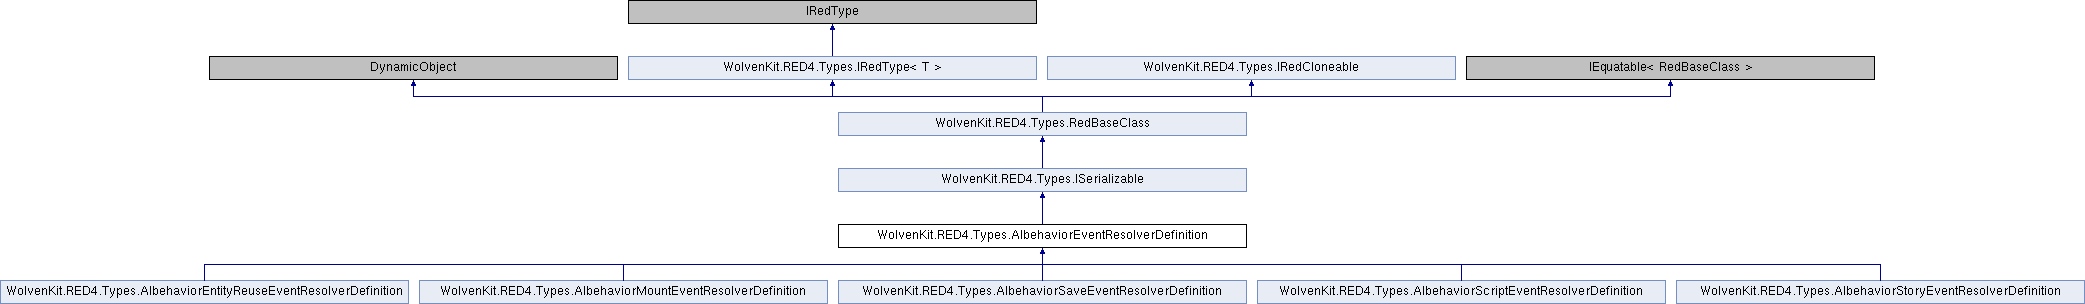 IRedType
DynamicObject
WolvenKit.RED4.Types.IRedType< T >
WolvenKit.RED4.Types.IRedCloneable
IEquatable< RedBaseClass >
WolvenKit.RED4.Types.RedBaseClass
WolvenKit.RED4.Types.ISerializable
WolvenKit.RED4.Types.AIbehaviorEventResolverDefinition
WolvenKit.RED4.Types.AIbehaviorEntityReuseEventResolverDefinition
WolvenKit.RED4.Types.AIbehaviorMountEventResolverDefinition
WolvenKit.RED4.Types.AIbehaviorSaveEventResolverDefinition
WolvenKit.RED4.Types.AIbehaviorScriptEventResolverDefinition
WolvenKit.RED4.Types.AIbehaviorStoryEventResolverDefinition